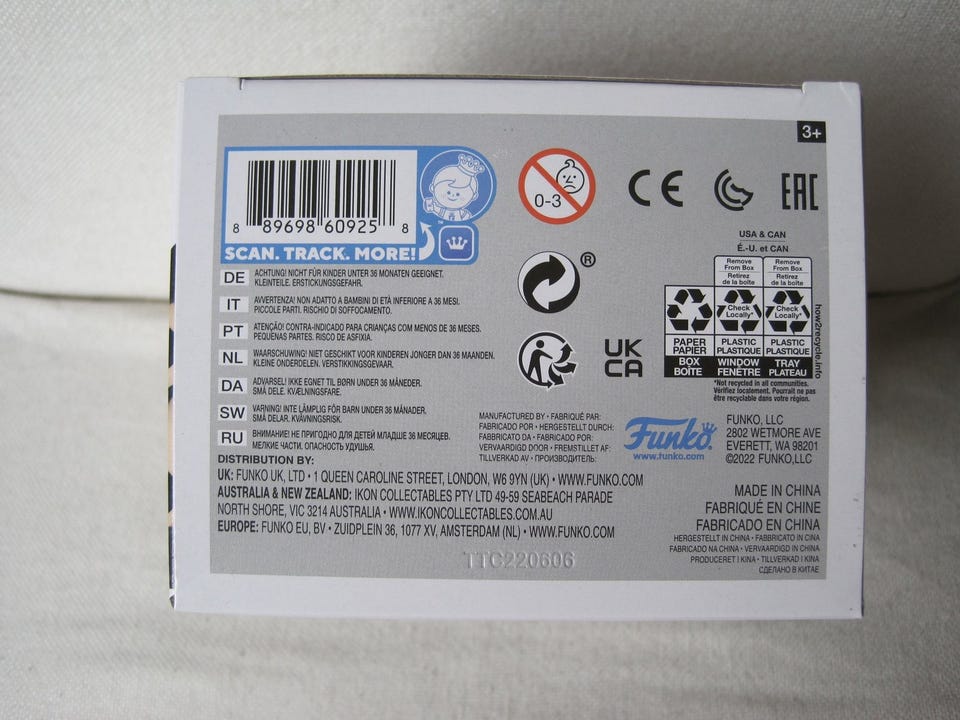 3+
8 89698 60925 8
SCAN. TRACK. MORE!
™
0-3
CE
EAC
®
UK
CA
USA & CAN
É.-U. et CAN
Remove
From Box
Retirez
de la boîte
Remove
From Box
Retirez
de la boîte
Check
Locally*
Check
Locally*
PAPER
PAPIER
PLASTIC
PLASTIQUE
PLASTIC
PLASTIQUE
BOX
BOÎTE
WINDOW
FENÊTRE
TRAY
PLATEAU
how2recycle.info
*Not recycled in all communities.
Vérifiez localement. Pourrait ne pas
être recyclable dans votre région.
DE
ACHTUNG! NICHT FÜR KINDER UNTER 36 MONATEN GEEIGNET.
KLEINTEILE. ERSTICKUNGSGEFAHR.
IT
AVVERTENZA! NON ADATTO A BAMBINI DI ETÀ INFERIORE A 36 MESI.
PICCOLE PARTI. RISCHIO DI SOFFOCAMENTO.
PT
ATENÇÃO! CONTRA-INDICADO PARA CRIANÇAS COM MENOS DE 36 MESES.
PEQUENAS PARTES. RISCO DE ASFIXIA.
NL
WAARSCHUWING! NIET GESCHIKT VOOR KINDEREN JONGER DAN 36 MAANDEN.
KLEINE ONDERDELEN. VERSTIKKINGSGEVAAR.
DA
ADVARSEL! IKKE EGNET TIL BØRN UNDER 36 MÅNEDER.
SMÅ DELE. KVÆLNINGSFARE.
SW
VARNING! INTE LÄMPLIG FÖR BARN UNDER 36 MÅNADER.
SMÅ DELAR. KVÄVNINGSRISK.
RU
ВНИМАНИЕ! НЕ ПРИГОДНО ДЛЯ ДЕТЕЙ МЛАДШЕ 36 МЕСЯЦЕВ.
МЕЛКИЕ ЧАСТИ. ОПАСНОСТЬ УДУШЬЯ.
MANUFACTURED BY • FABRIQUÉ PAR:
FABRICADO POR • HERGESTELLT DURCH:
FABBRICATO DA • FABRICADO POR:
VERVAARDIGD DOOR • FREMSTILLET AF:
TILLVERKAD AV • ПРОИЗВОДИТЕЛЬ:
Funko®
www.funko.com
FUNKO, LLC
2802 WETMORE AVE
EVERETT, WA 98201
©2022 FUNKO,LLC
DISTRIBUTION BY:
UK: FUNKO UK, LTD • 1 QUEEN CAROLINE STREET, LONDON, W6 9YN (UK) • WWW.FUNKO.COM
AUSTRALIA & NEW ZEALAND: IKON COLLECTABLES PTY LTD 49-59 SEABEACH PARADE
NORTH SHORE, VIC 3214 AUSTRALIA • WWW.IKONCOLLECTABLES.COM.AU
EUROPE: FUNKO EU, BV • ZUIDPLEIN 36, 1077 XV, AMSTERDAM (NL) • WWW.FUNKO.COM
MADE IN CHINA
FABRIQUÉ EN CHINE
FABRICADO EN CHINA
HERGESTELLT IN CHINA • FABBRICATO IN CINA
FABRICADO NA CHINA • VERVAARDIGD IN CHINA
PRODUCERET I KINA • TILLVERKAD I KINA
СДЕЛАНО В КИТАЕ
TTC220606